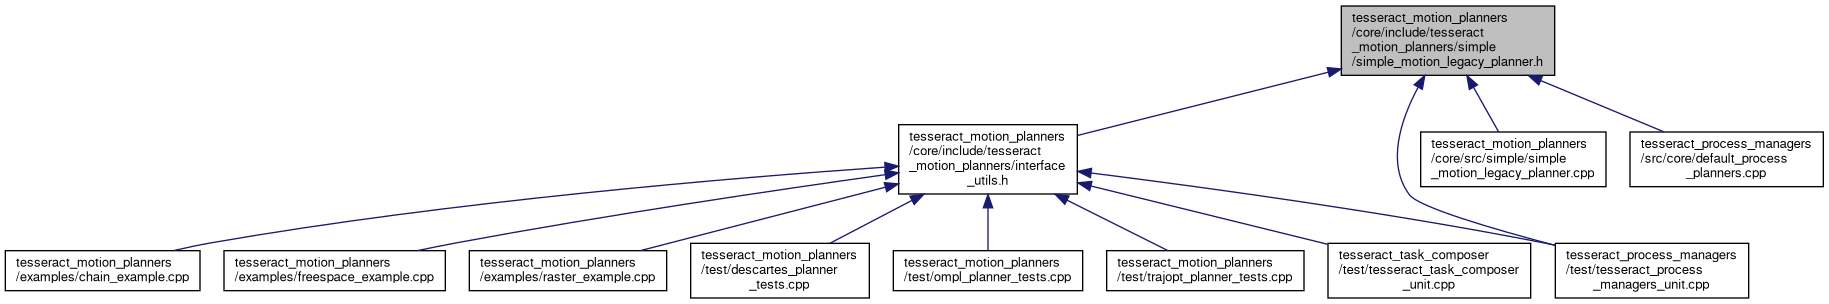 tesseract_motion_planners
/core/include/tesseract
_motion_planners/simple
/simple_motion_legacy_planner.h
tesseract_motion_planners
/core/include/tesseract
_motion_planners/interface
_utils.h
tesseract_motion_planners
/core/src/simple/simple
_motion_legacy_planner.cpp
tesseract_process_managers
/src/core/default_process
_planners.cpp
tesseract_motion_planners
/examples/chain_example.cpp
tesseract_motion_planners
/examples/freespace_example.cpp
tesseract_motion_planners
/examples/raster_example.cpp
tesseract_motion_planners
/test/descartes_planner
_tests.cpp
tesseract_motion_planners
/test/ompl_planner_tests.cpp
tesseract_motion_planners
/test/trajopt_planner_tests.cpp
tesseract_task_composer
/test/tesseract_task_composer
_unit.cpp
tesseract_process_managers
/test/tesseract_process
_managers_unit.cpp